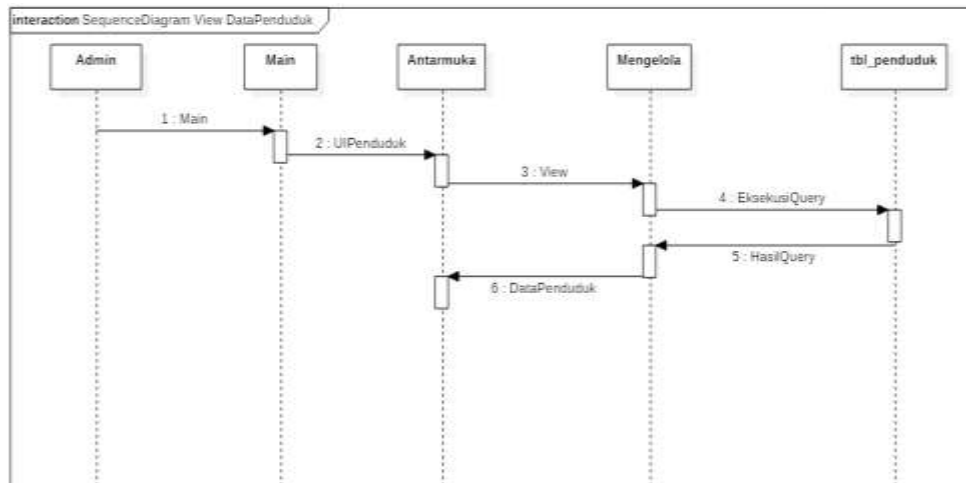 interaction SequenceDiagram View DataPenduduk
Admin
Main
Antarmuka
Mengelola
tbl_penduduk
1 : Main
2 : UIPenduduk
3 : View
4 : EksekusiQuery
5 : HasilQuery
6 : DataPenduduk